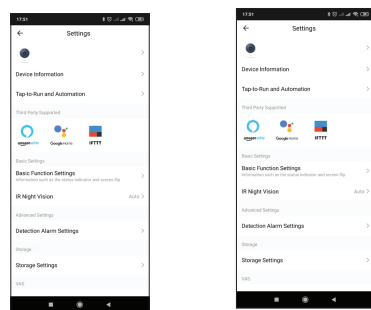 17:51
Settings
Device Information
Tap-to-Run and Automation
Third Party Supported
amazon alexa
Google Home
IFTTT
Basic Settings
Basic Function Settings
Information such as the status indicator and screen flip
IR Night Vision
Auto
Advanced Settings
Detection Alarm Settings
Storage
Storage Settings
VAS
17:51
Settings
Device Information
Tap-to-Run and Automation
Third Party Supported
amazon alexa
Google Home
IFTTT
Basic Settings
Basic Function Settings
Information such as the status indicator and screen flip
IR Night Vision
Auto
Advanced Settings
Detection Alarm Settings
Storage
Storage Settings
VAS